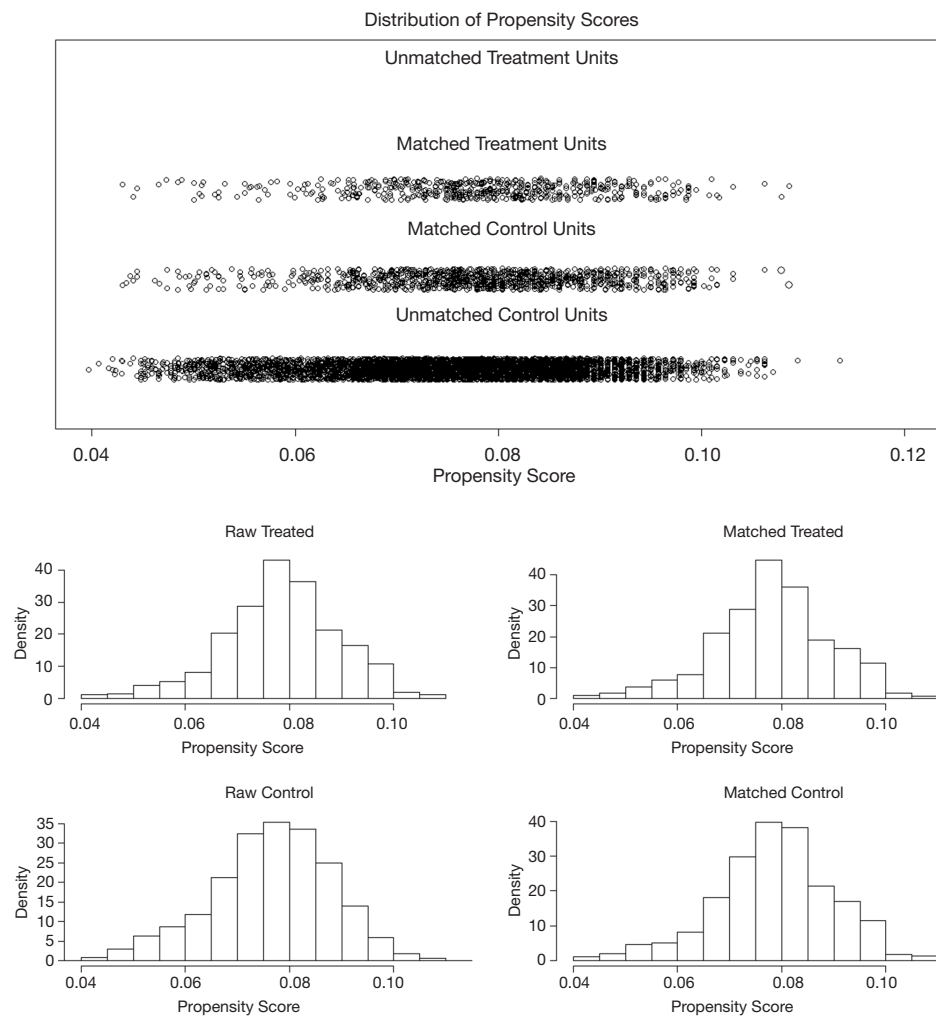 Distribution of Propensity Scores
Unmatched Treatment Units
Matched Treatment Units
Matched Control Units
Unmatched Control Units
0.04 0.06 0.08 0.10 0.12
Propensity Score
Raw Treated
Density
40
30
20
10
0
0.04 0.06 0.08 0.10
Propensity Score
Matched Treated
Density
40
30
20
10
0
0.04 0.06 0.08 0.10
Propensity Score
Raw Control
Density
35
30
25
20
15
10
5
0
0.04 0.06 0.08 0.10
Propensity Score
Matched Control
Density
40
30
20
10
0
0.04 0.06 0.08 0.10
Propensity Score